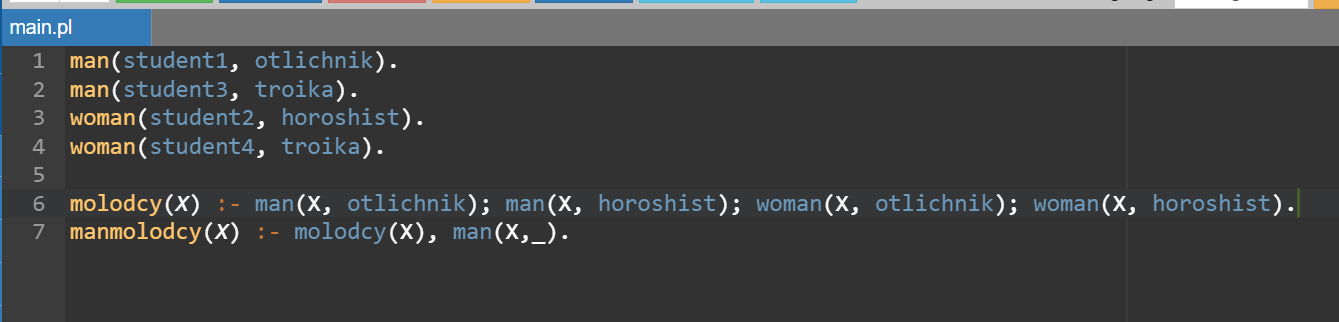 main.pl
1 man(student1, otlichnik).
2 man(student3, troika).
3 woman(student2, horoshist).
4 woman(student4, troika).
5
6 molodcy(X) :- man(X, otlichnik); man(X, horoshist); woman(X, otlichnik); woman(X, horoshist).
7 manmolodcy(X) :- molodcy(X), man(X,_).